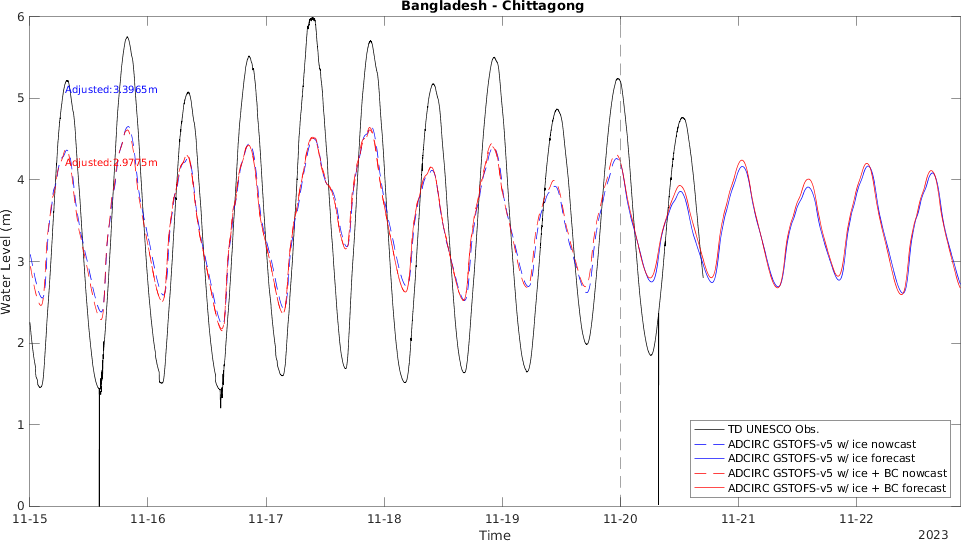 Bangladesh - Chittagong
6
5
4
3
2
1
0
Water Level (m)
Adjusted:3.3965m
Adjusted:2.9775m
TD UNESCO Obs.
ADCIRC GSTOFS-v5 w/ ice nowcast
ADCIRC GSTOFS-v5 w/ ice forecast
ADCIRC GSTOFS-v5 w/ ice + BC nowcast
ADCIRC GSTOFS-v5 w/ ice + BC forecast
11-15 11-16 11-17 11-18 11-19 11-20 11-21 11-22
Time
2023